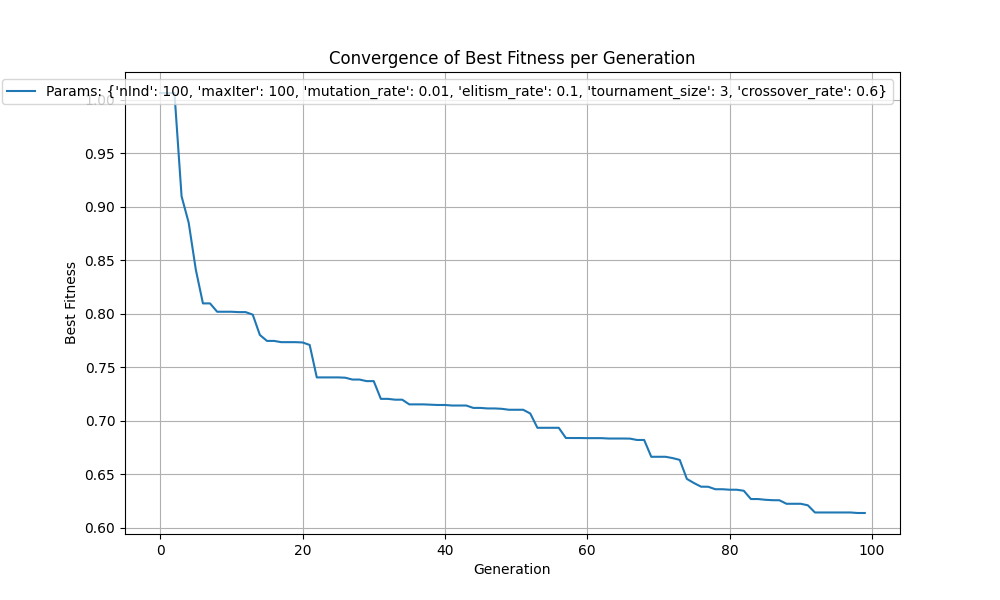 Convergence of Best Fitness per Generation
Params: {'nInd': 100, 'maxIter': 100, 'mutation_rate': 0.01, 'elitism_rate': 0.1, 'tournament_size': 3, 'crossover_rate': 0.6}
1.00
0.95
0.90
0.85
0.80
0.75
0.70
0.65
0.60
Best Fitness
0 20 40 60 80 100
Generation